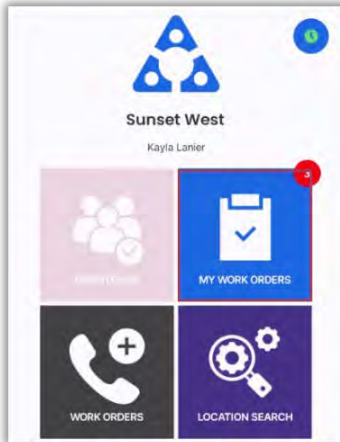 Sunset West
Kayla Lanier
3
MY WORK ORDERS
WORK ORDERS
LOCATION SEARCH